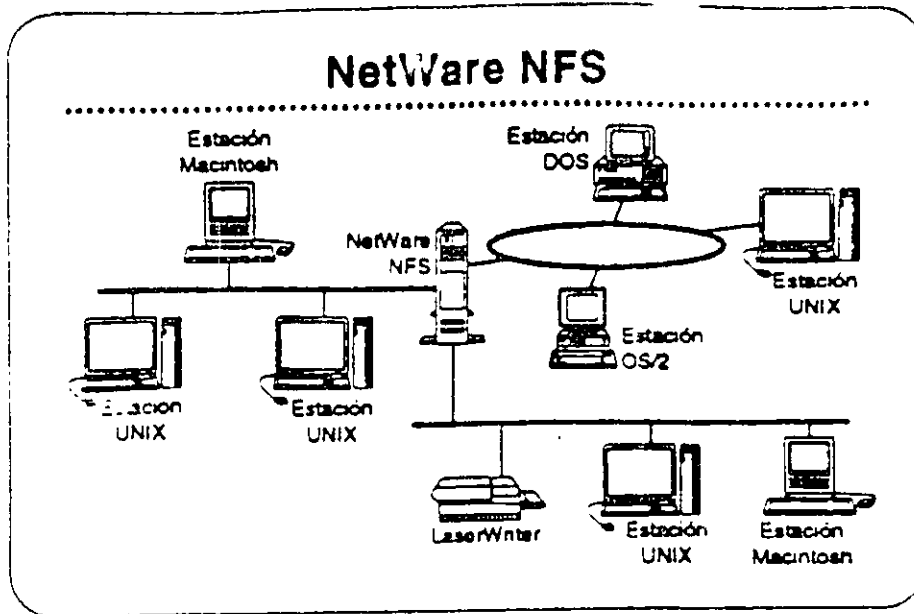 NetWare NFS
Estación
Macintosh
Estación
DOS
NetWare
NFS
Estación
UNIX
Estación
OS/2
Estación
UNIX
Estación
UNIX
LaserWriter
Estación
UNIX
Estación
Macintosh